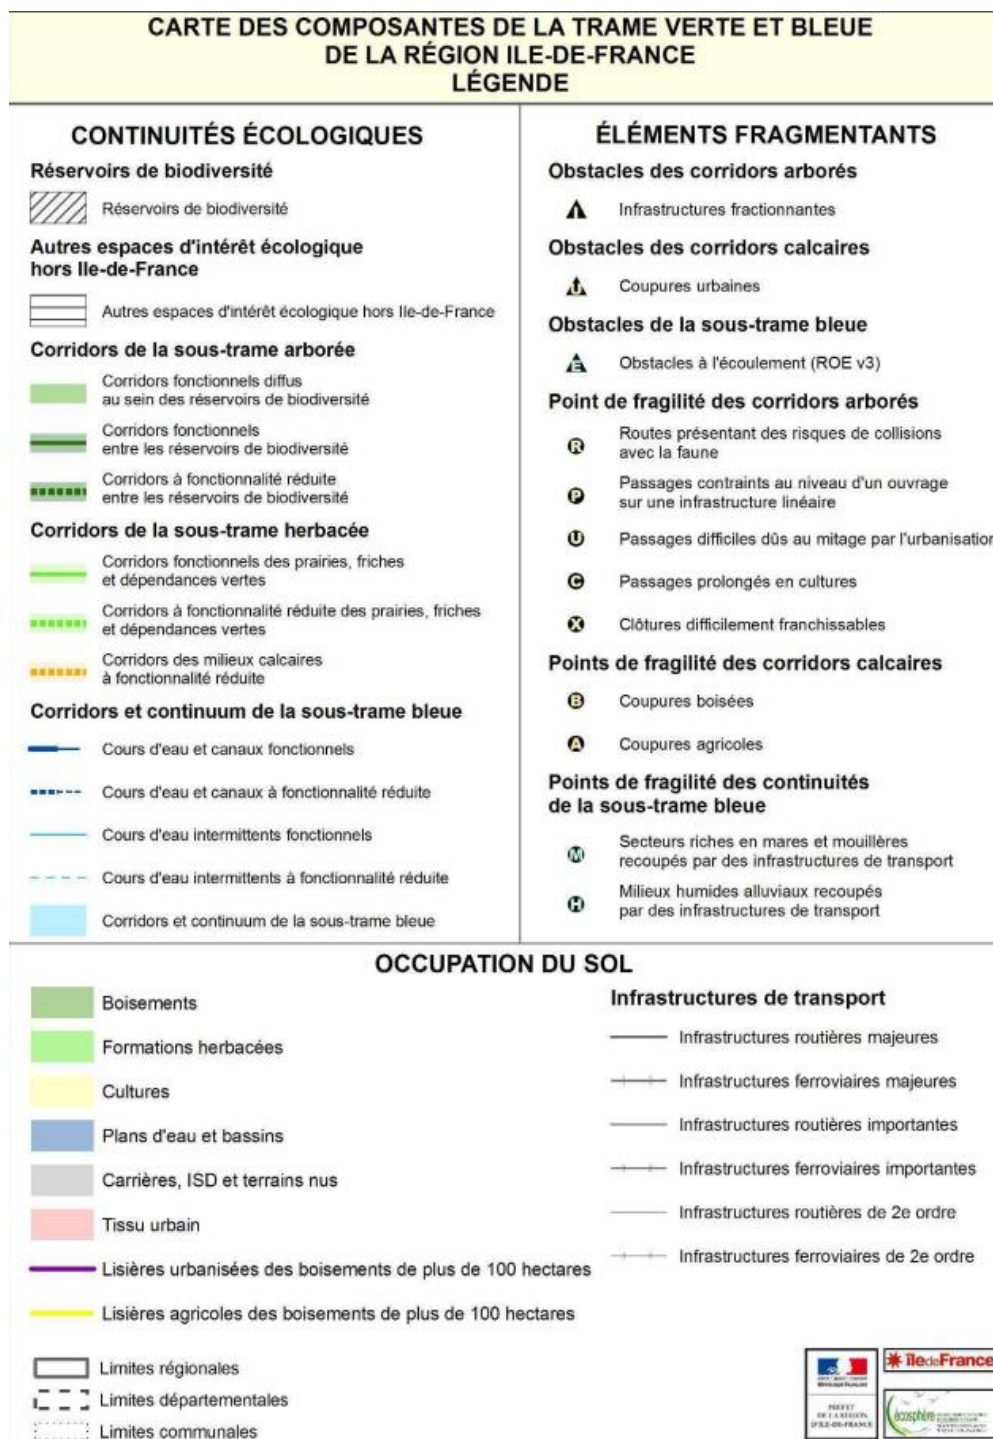 CARTE DES COMPOSANTES DE LA TRAME VERTE ET BLEUE
DE LA RÉGION ILE-DE-FRANCE
LÉGENDE
CONTINUITÉS ÉCOLOGIQUES
Réservoirs de biodiversité
Réservoirs de biodiversité
Autres espaces d'intérêt écologique
hors Ile-de-France
Autres espaces d'intérêt écologique hors Ile-de-France
Corridors de la sous-trame arborée
Corridors fonctionnels diffus
au sein des réservoirs de biodiversité
Corridors fonctionnels
entre les réservoirs de biodiversité
Corridors à fonctionnalité réduite
entre les réservoirs de biodiversité
Corridors de la sous-trame herbacée
Corridors fonctionnels des prairies, friches
et dépendances vertes
Corridors à fonctionnalité réduite des prairies, friches
et dépendances vertes
Corridors des milieux calcaires
à fonctionnalité réduite
Corridors et continuum de la sous-trame bleue
Cours d'eau et canaux fonctionnels
Cours d'eau et canaux à fonctionnalité réduite
Cours d'eau intermittents fonctionnels
Cours d'eau intermittents à fonctionnalité réduite
Corridors et continuum de la sous-trame bleue
ÉLÉMENTS FRAGMENTANTS
Obstacles des corridors arborés
I Infrastructures fractionnantes
Obstacles des corridors calcaires
U Coupures urbaines
Obstacles de la sous-trame bleue
E Obstacles à l'écoulement (ROE v3)
Point de fragilité des corridors arborés
R Routes présentant des risques de collisions
avec la faune
P Passages contraints au niveau d'un ouvrage
sur une infrastructure linéaire
U Passages difficiles dûs au mitage par l'urbanisation
C Passages prolongés en cultures
X Clôtures difficilement franchissables
Points de fragilité des corridors calcaires
B Coupures boisées
A Coupures agricoles
Points de fragilité des continuités
de la sous-trame bleue
M Secteurs riches en mares et mouillères
recoupés par des infrastructures de transport
H Milieux humides alluviaux recoupés
par des infrastructures de transport
OCCUPATION DU SOL
Boisements
Formations herbacées
Cultures
Plans d'eau et bassins
Carrières, ISD et terrains nus
Tissu urbain
Lisières urbanisées des boisements de plus de 100 hectares
Lisières agricoles des boisements de plus de 100 hectares
Limites régionales
Limites départementales
Limites communales
Infrastructures de transport
Infrastructures routières majeures
Infrastructures ferroviaires majeures
Infrastructures routières importantes
Infrastructures ferroviaires importantes
Infrastructures routières de 2e ordre
Infrastructures ferroviaires de 2e ordre
PREFET
DE LA REGION
D'ILE-DE-FRANCE
îledeFrance
écosphère